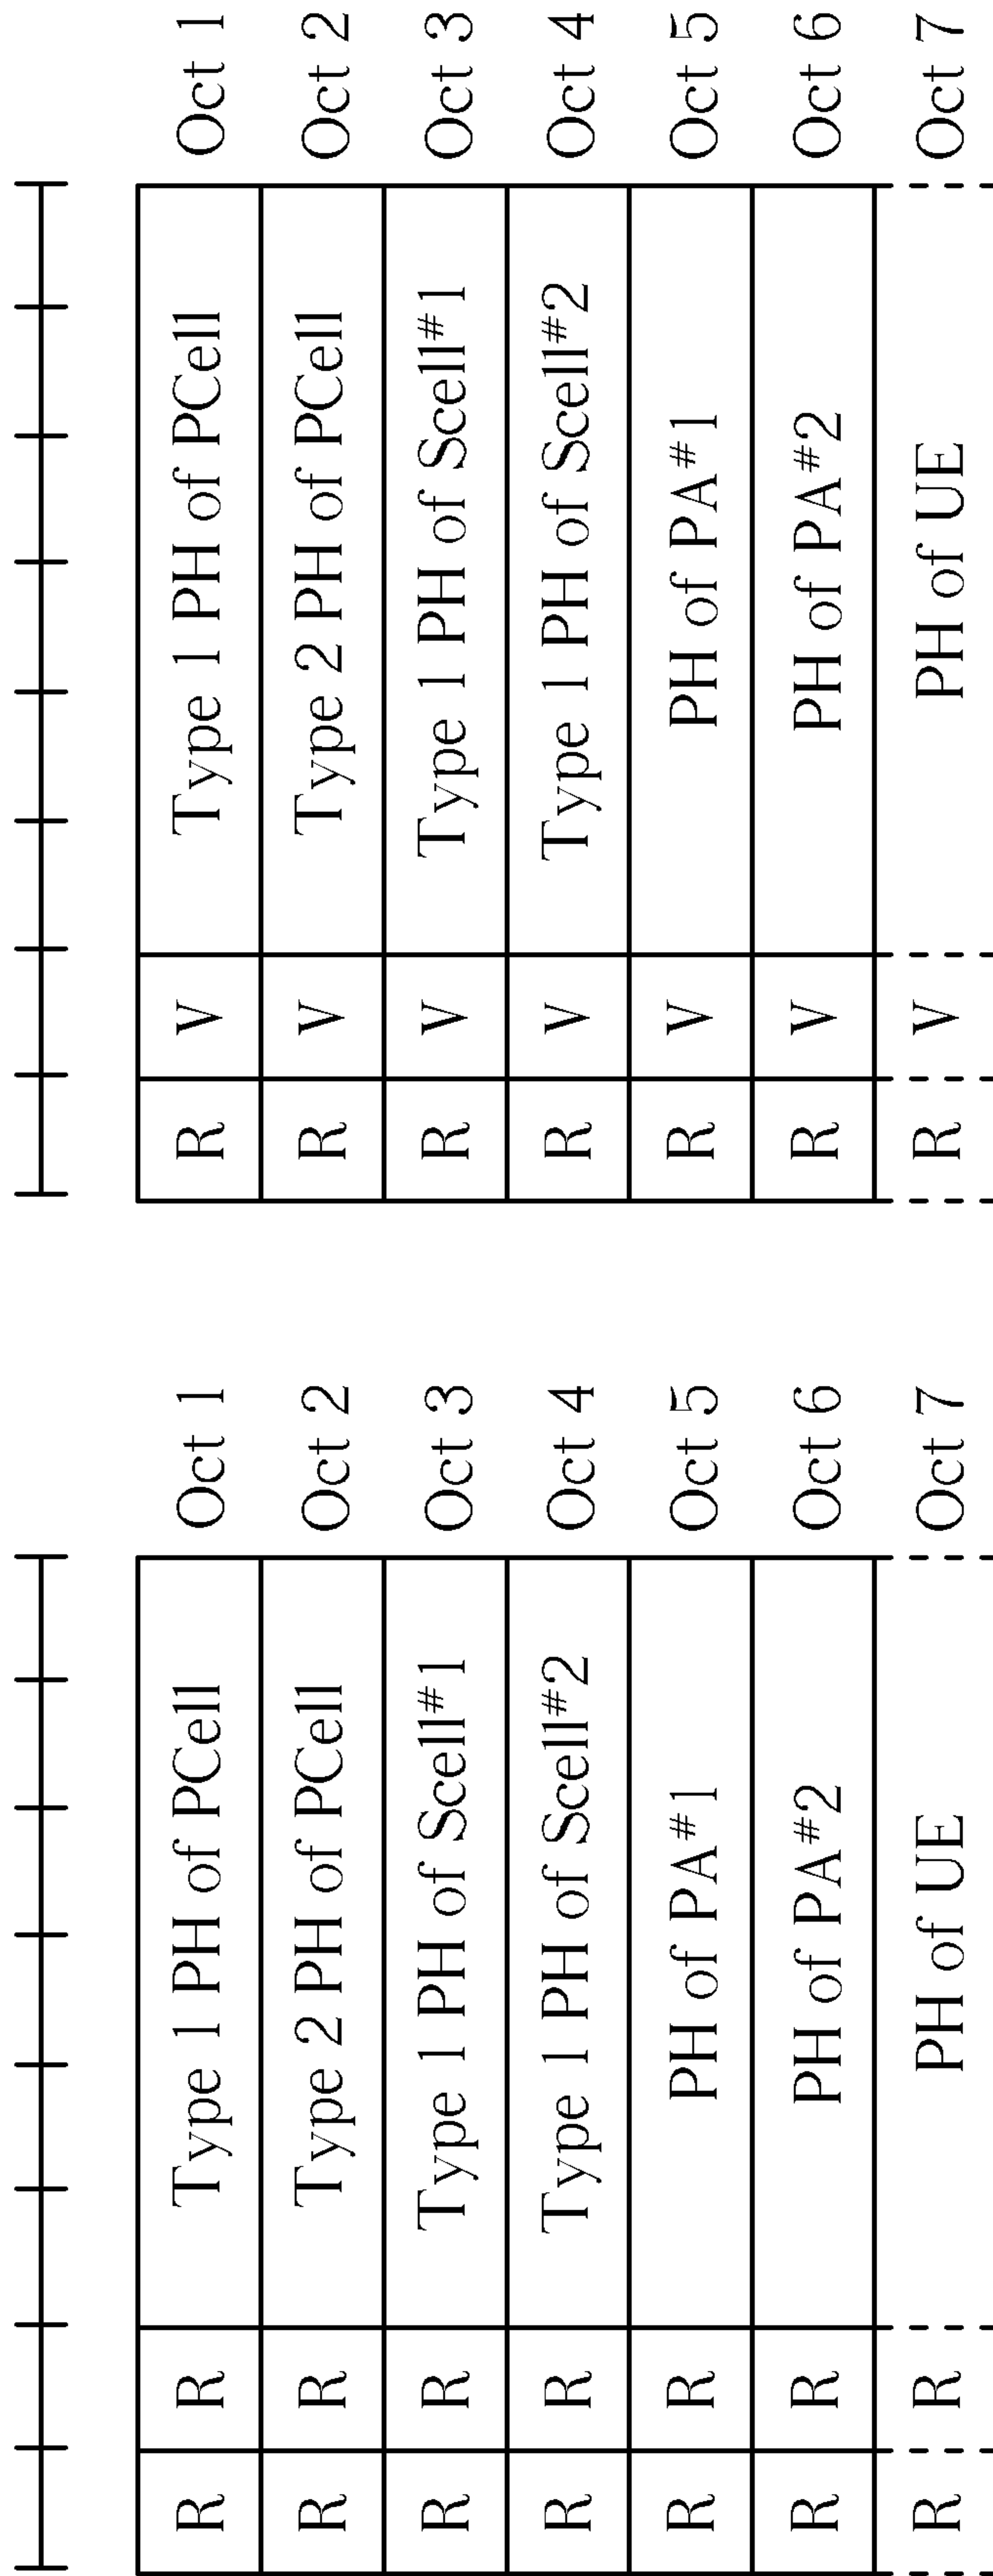 R R Type 1 PH of PCell Oct 1
R R Type 2 PH of PCell Oct 2
R R Type 1 PH of Scell#1 Oct 3
R R Type 1 PH of Scell#2 Oct 4
R R PH of PA#1 Oct 5
R R PH of PA#2 Oct 6
R R PH of UE Oct 7
R V Type 1 PH of PCell Oct 1
R V Type 2 PH of PCell Oct 2
R V Type 1 PH of Scell#1 Oct 3
R V Type 1 PH of Scell#2 Oct 4
R V PH of PA#1 Oct 5
R V PH of PA#2 Oct 6
R V PH of UE Oct 7